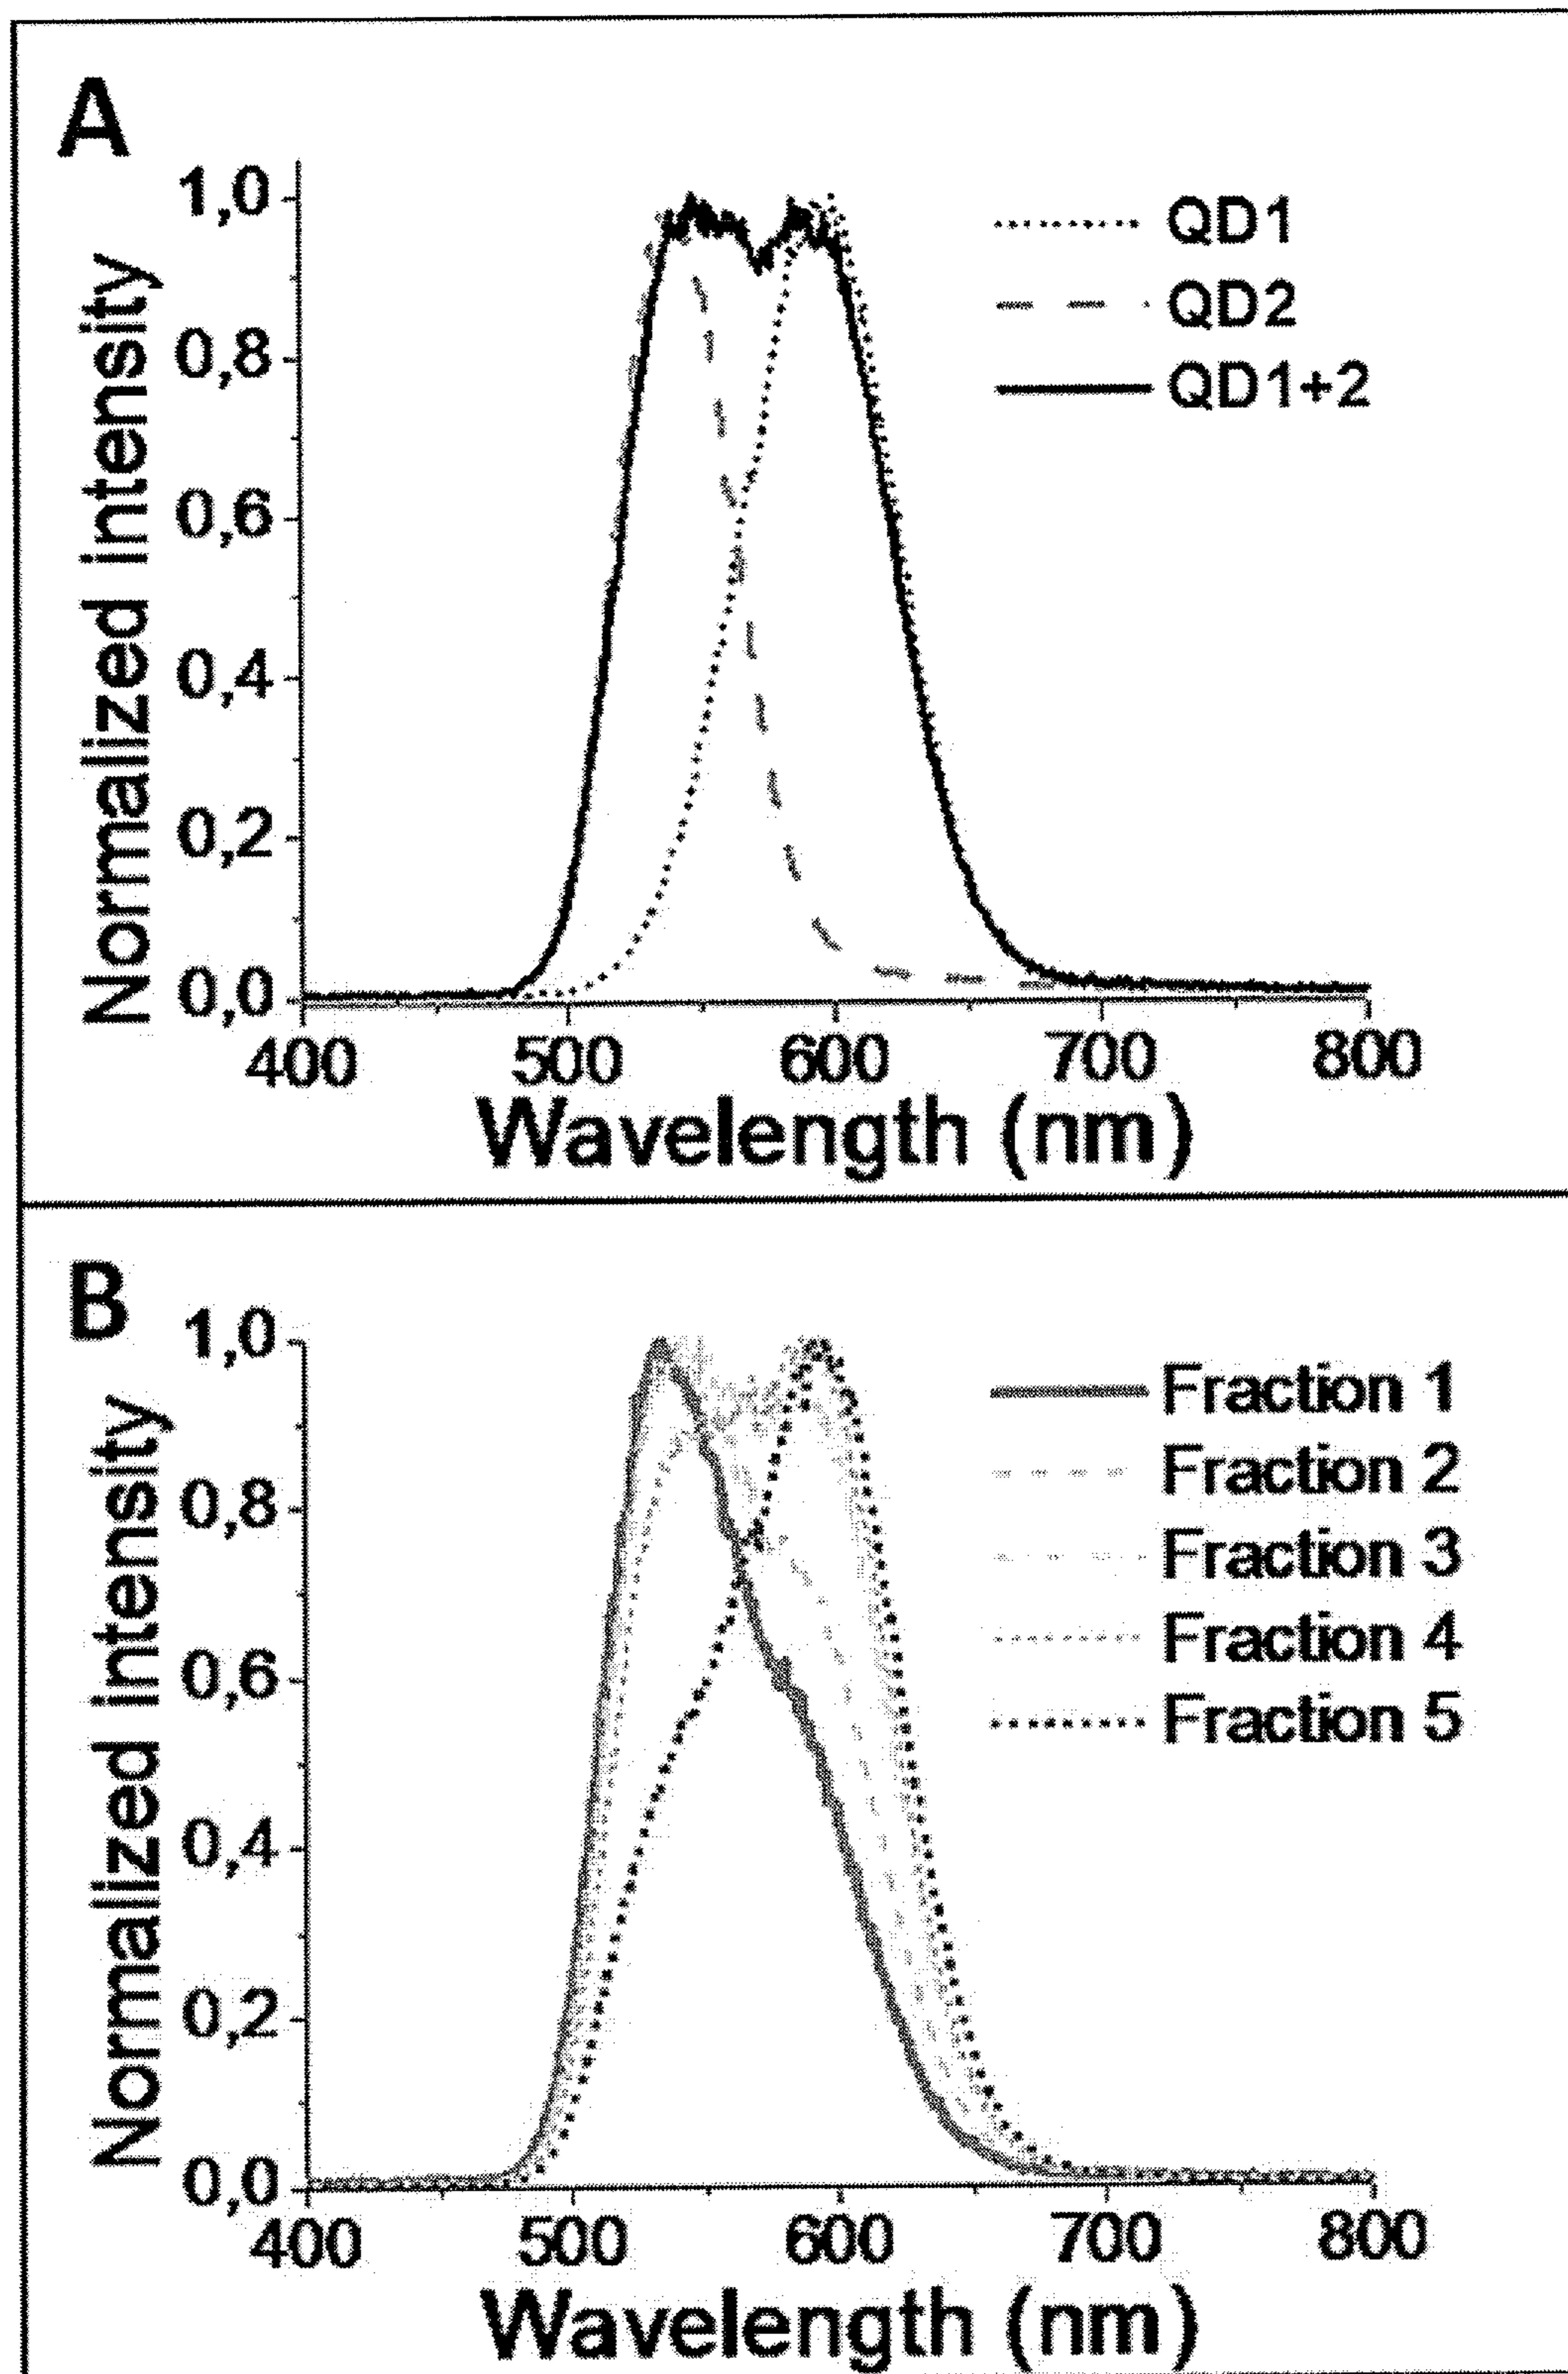 A
1,0
0,8
0,6
0,4
0,2
0,0
Normalized intensity
QD1
QD2
QD1+2
400 500 600 700 800
Wavelength (nm)
B
1,0
0,8
0,6
0,4
0,2
0,0
Normalized intensity
Fraction 1
Fraction 2
Fraction 3
Fraction 4
Fraction 5
400 500 600 700 800
Wavelength (nm)